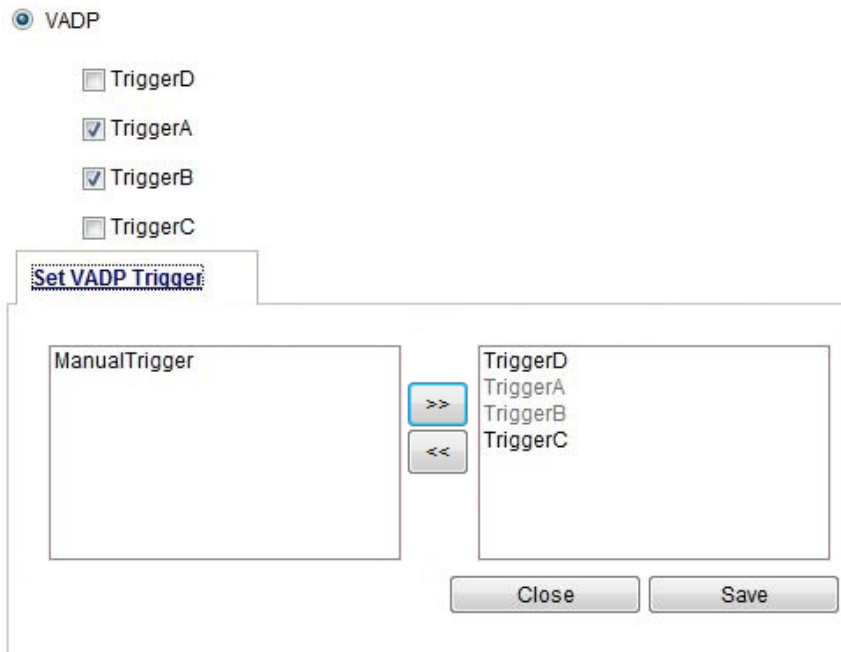 VADP
TriggerD
TriggerA
TriggerB
TriggerC
Set VADP Trigger
ManualTrigger
>>
<<
TriggerD
TriggerA
TriggerB
TriggerC
Close
Save